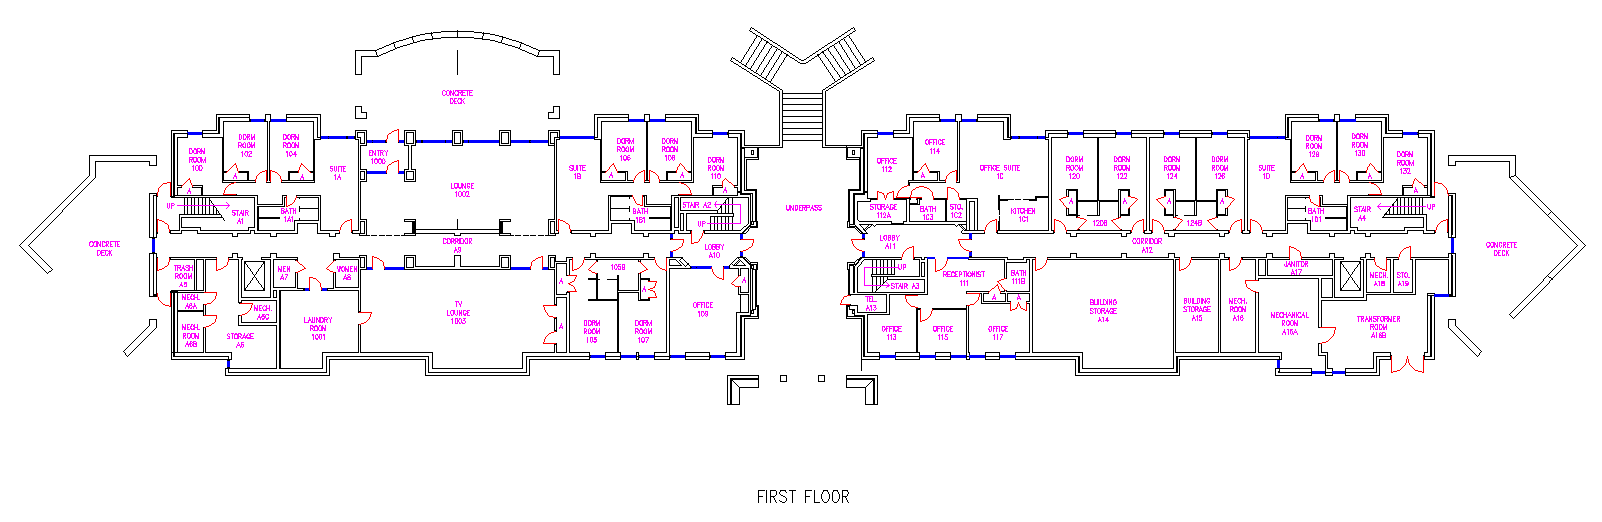 CONCRETE
DECK
DORM
ROOM
102
DORM
ROOM
104
DORM
ROOM
100
SUITE
1A
ENTRY
1000
LOUNGE
1002
SUITE
1B
DORM
ROOM
106
DORM
ROOM
108
DORM
ROOM
110
OFFICE
112
OFFICE
114
OFFICE SUITE
1C
DORM
ROOM
120
DORM
ROOM
122
DORM
ROOM
124
DORM
ROOM
126
SUITE
1D
DORM
ROOM
128
DORM
ROOM
130
DORM
ROOM
132
A
A
A
A
A
A
A
A
A
A
A
A
A
A
UP
STAIR
A1
BATH
1A1
BATH
1B1
STAIR A2
UP
UNDERPASS
STORAGE
112A
BATH
1C3
STO.
1C2
KITCHEN
1C1
120B
124B
BATH
1D1
STAIR
A4
UP
CONCRETE
DECK
CORRIDOR
A9
LOBBY
A10
LOBBY
A11
CORRIDOR
A12
CONCRETE
DECK
TRASH
ROOM
A5
MEN
A7
WOMEN
A8
105B
A
A
A
A
UP
STAIR A3
RECEPTIONIST
111
BATH
111B
A
A
JANITOR
A17
MECH.
A18
STO.
A19
MECH.
A6A
MECH.
A6C
MECH.
ROOM
A6B
STORAGE
A6
LAUNDRY
ROOM
1001
TV
LOUNGE
1003
DORM
ROOM
105
DORM
ROOM
107
OFFICE
109
TEL.
A13
OFFICE
113
OFFICE
115
OFFICE
117
BUILDING
STORAGE
A14
BUILDING
STORAGE
A15
MECH.
ROOM
A16
MECHANICAL
ROOM
A16A
TRANSFORMER
ROOM
A16B
FIRST FLOOR